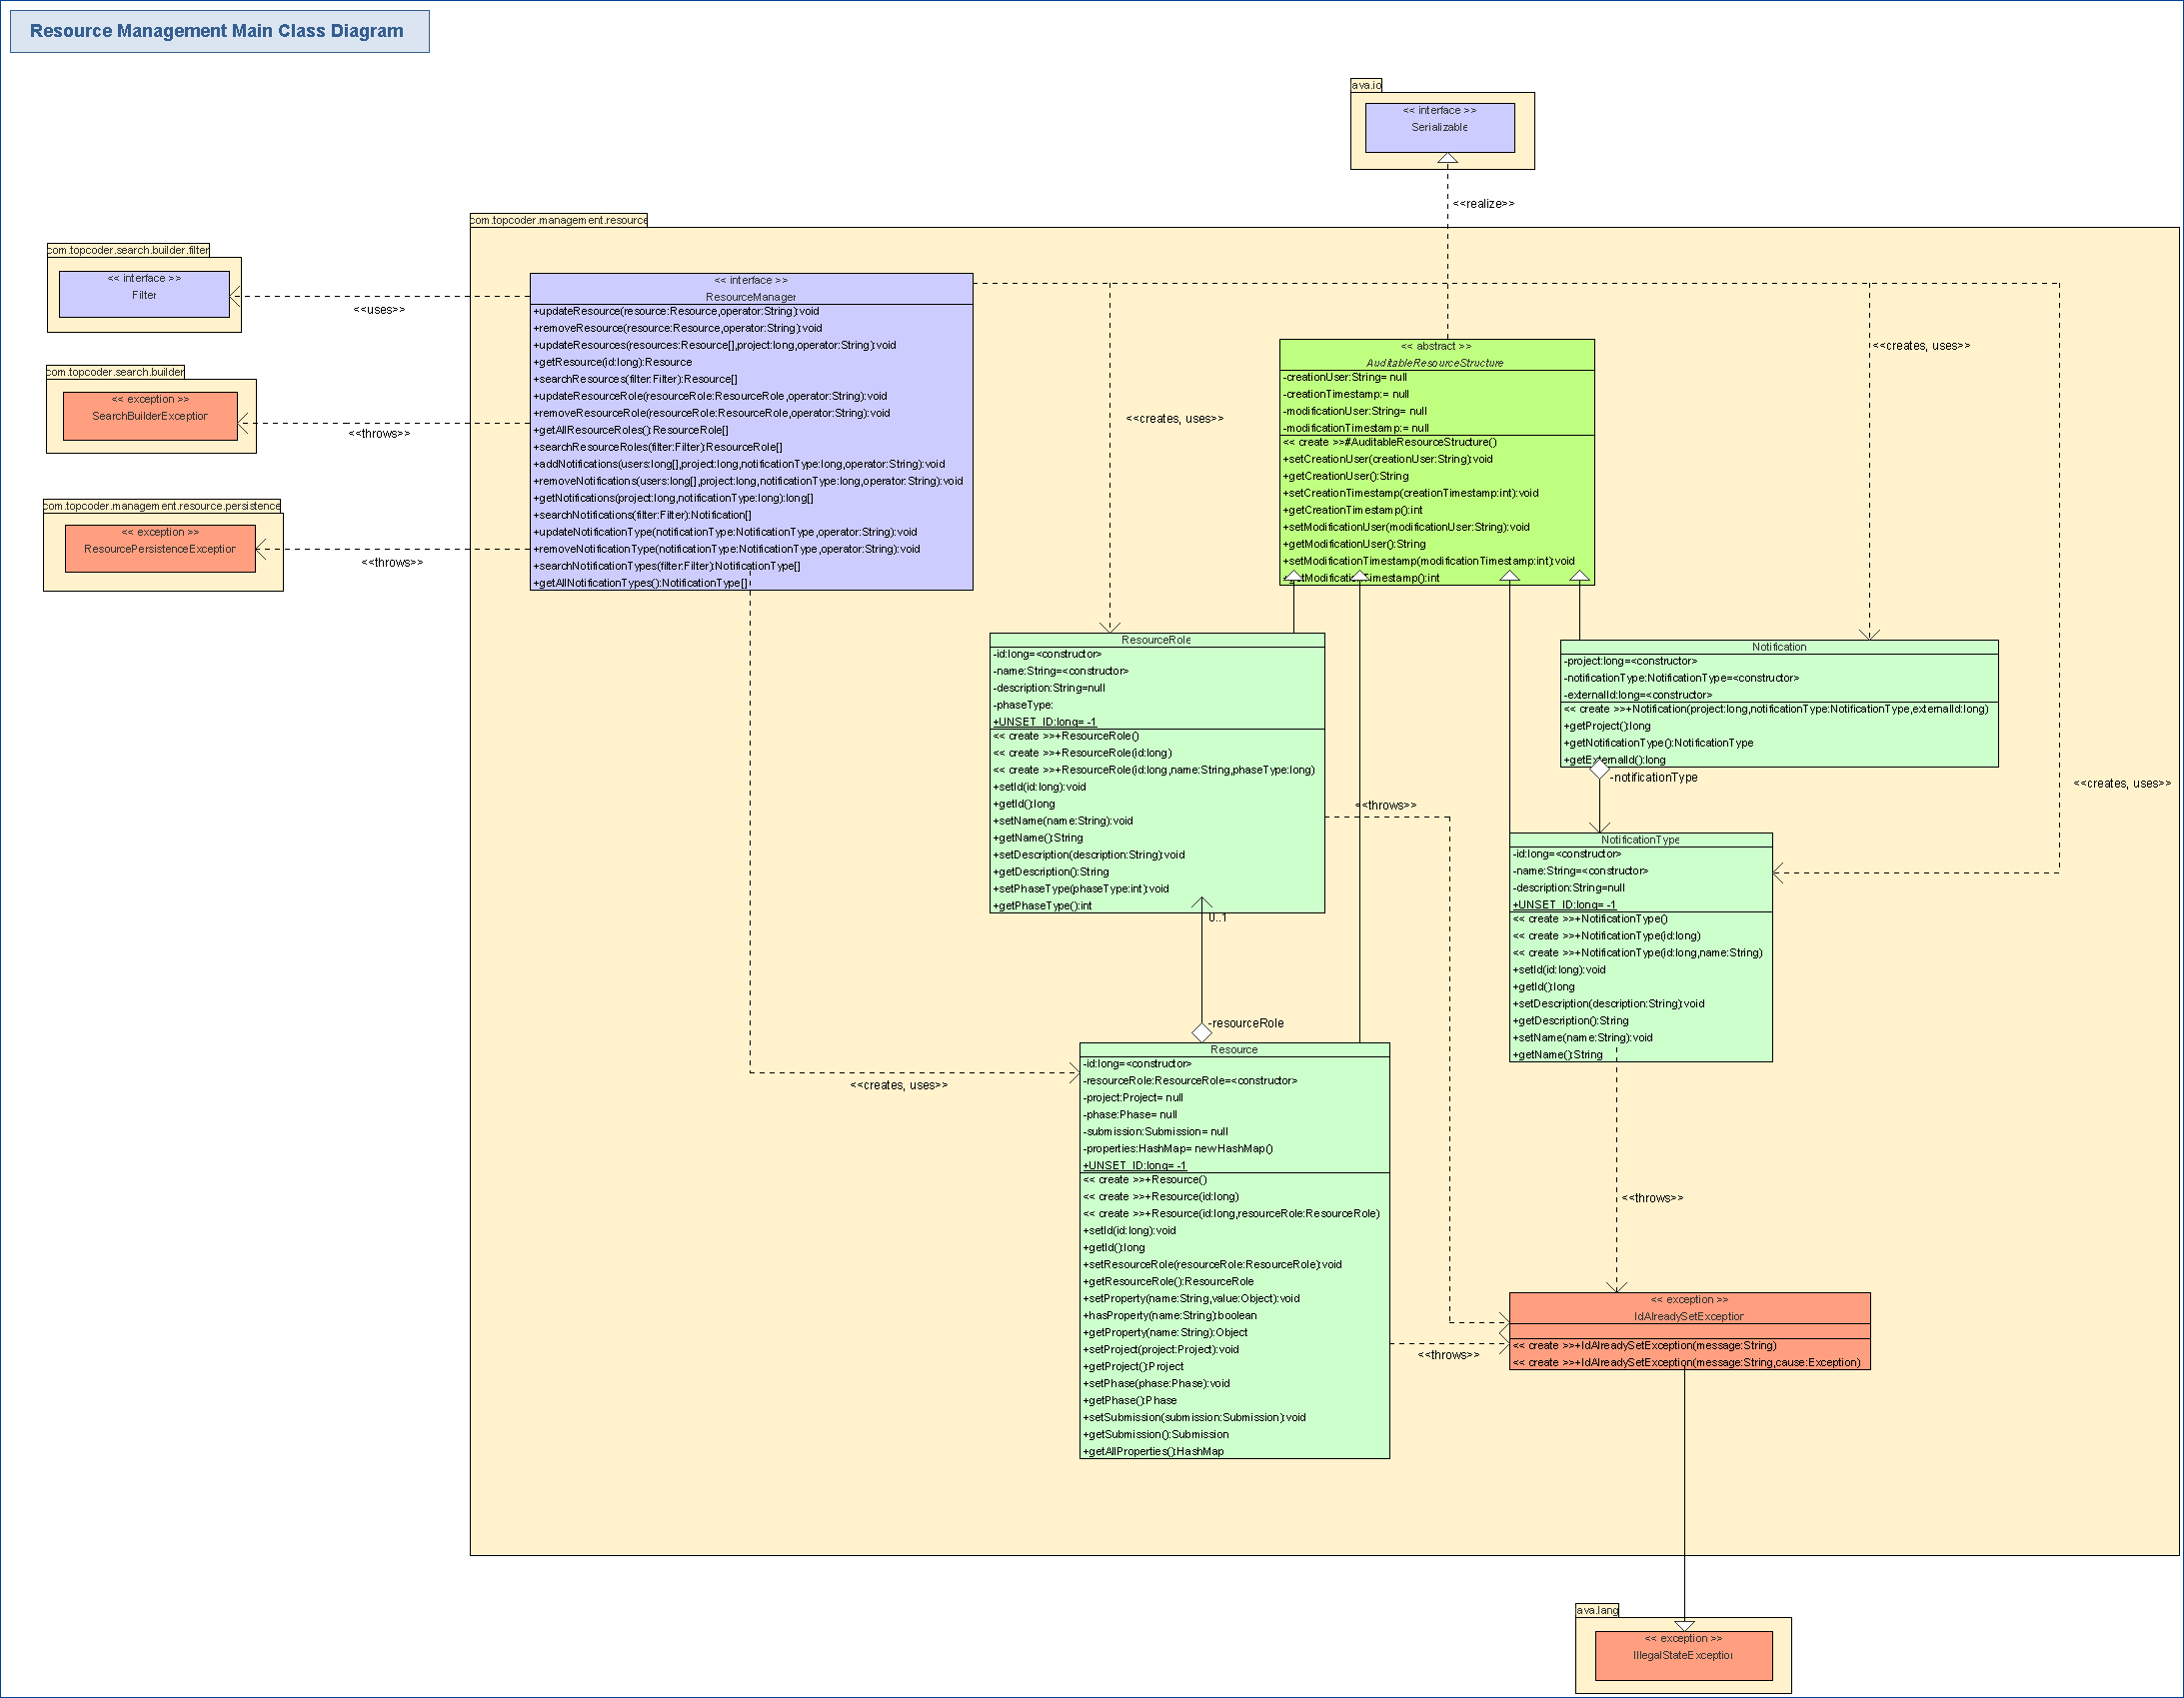 Resource Management Main Class Diagram
ava.io
<< interface >>
Serializable
<<realize>>
com.topcoder.search.builder.filter
<< interface >>
Filter
<<uses>>
com.topcoder.search.builder
<< exception >>
SearchBuilderException
<<throws>>
com.topcoder.management.resource.persistence
<< exception >>
ResourcePersistenceException
<<throws>>
com.topcoder.management.resource
<< interface >>
ResourceManager
+updateResource(resource:Resource,operator:String):void
+removeResource(resource:Resource,operator:String):void
+updateResources(resources:Resource[],project:long,operator:String):void
+getResource(id:long):Resource
+searchResources(filter:Filter):Resource[]
+updateResourceRole(resourceRole:ResourceRole,operator:String):void
+removeResourceRole(resourceRole:ResourceRole,operator:String):void
+getAllResourceRoles():ResourceRole[]
+searchResourceRoles(filter:Filter):ResourceRole[]
+addNotifications(users:long[],project:long,notificationType:long,operator:String):void
+removeNotifications(users:long[],project:long,notificationType:long,operator:String):void
+getNotifications(project:long,notificationType:long):long[]
+searchNotifications(filter:Filter):Notification[]
+updateNotificationType(notificationType:NotificationType,operator:String):void
+removeNotificationType(notificationType:NotificationType,operator:String):void
+searchNotificationTypes(filter:Filter):NotificationType[]
+getAllNotificationTypes():NotificationType[]
<<creates, uses>>
<<creates, uses>>
<<creates, uses>>
<<creates, uses>>
<< abstract >>
AuditableResourceStructure
-creationUser:String= null
-creationTimestamp:= null
-modificationUser:String= null
-modificationTimestamp:= null
<< create >>#AuditableResourceStructure()
+setCreationUser(creationUser:String):void
+getCreationUser():String
+setCreationTimestamp(creationTimestamp:int):void
+getCreationTimestamp():int
+setModificationUser(modificationUser:String):void
+getModificationUser():String
+setModificationTimestamp(modificationTimestamp:int):void
+getModificationTimestamp():int
ResourceRole
-id:long=<constructor>
-name:String=<constructor>
-description:String=null
-phaseType:
+UNSET_ID:long= -1
<< create >>+ResourceRole()
<< create >>+ResourceRole(id:long)
<< create >>+ResourceRole(id:long,name:String,phaseType:long)
+setId(id:long):void
+getId():long
+setName(name:String):void
+getName():String
+setDescription(description:String):void
+getDescription():String
+setPhaseType(phaseType:int):void
+getPhaseType():int
0..1
-resourceRole
<<throws>>
Notification
-project:long=<constructor>
-notificationType:NotificationType=<constructor>
-externalId:long=<constructor>
<< create >>+Notification(project:long,notificationType:NotificationType,externalId:long)
+getProject():long
+getNotificationType():NotificationType
+getExternalId():long
-notificationType
NotificationType
-id:long=<constructor>
-name:String=<constructor>
-description:String=null
+UNSET_ID:long= -1
<< create >>+NotificationType()
<< create >>+NotificationType(id:long)
<< create >>+NotificationType(id:long,name:String)
+setId(id:long):void
+getId():long
+setDescription(description:String):void
+getDescription():String
+setName(name:String):void
+getName():String
<<throws>>
Resource
-id:long=<constructor>
-resourceRole:ResourceRole=<constructor>
-project:Project= null
-phase:Phase= null
-submission:Submission= null
-properties:HashMap= new HashMap()
+UNSET_ID:long= -1
<< create >>+Resource()
<< create >>+Resource(id:long)
<< create >>+Resource(id:long,resourceRole:ResourceRole)
+setId(id:long):void
+getId():long
+setResourceRole(resourceRole:ResourceRole):void
+getResourceRole():ResourceRole
+setProperty(name:String,value:Object):void
+hasProperty(name:String):boolean
+getProperty(name:String):Object
+setProject(project:Project):void
+getProject():Project
+setPhase(phase:Phase):void
+getPhase():Phase
+setSubmission(submission:Submission):void
+getSubmission():Submission
+getAllProperties():HashMap
<<throws>>
<< exception >>
IdAlreadySetException
<< create >>+IdAlreadySetException(message:String)
<< create >>+IdAlreadySetException(message:String,cause:Exception)
ava.lang
<< exception >>
IllegalStateException